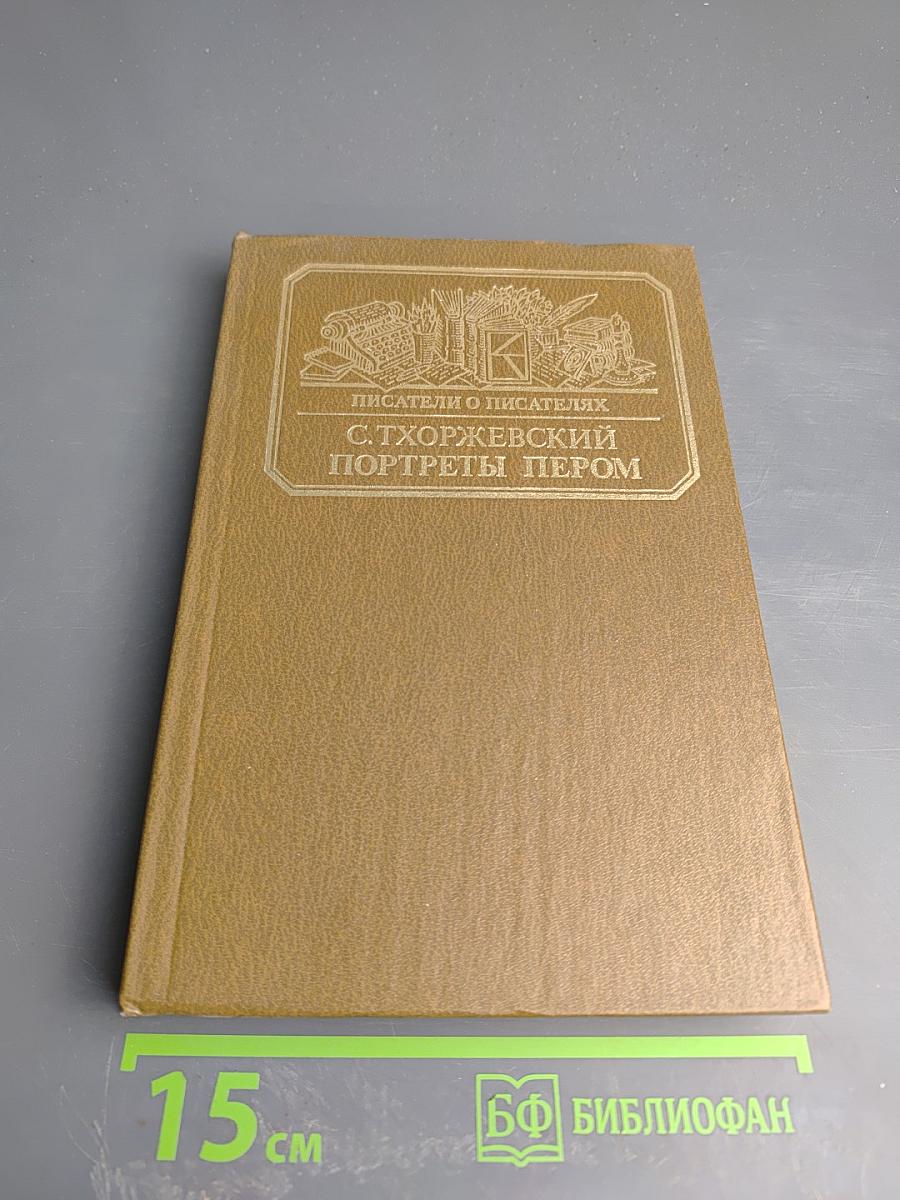 ПИСАТЕЛИ О ПИСАТЕЛЯХ
С. ТХОРЖЕВСКИЙ
ПОРТРЕТЫ ПЕРОМ
15 см
БФ БИБЛИОФАН